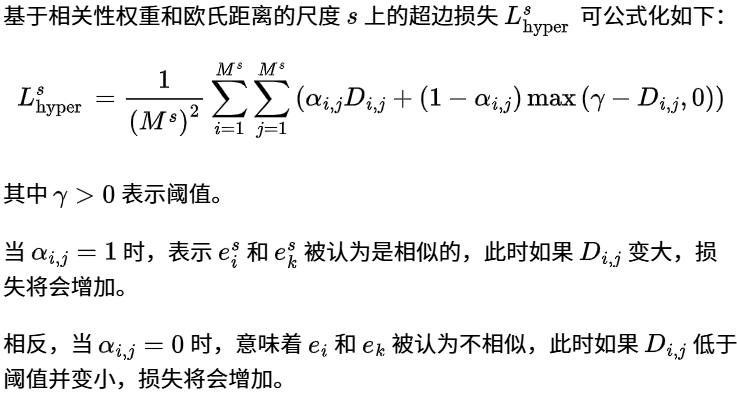 基于相关性权重和欧氏距离的尺度 $s$ 上的超边损失 $L_{\text{hyper}}^{s}$ 可公式化如下：
$L_{\text{hyper}}^{s} = \frac{1}{(M^{s})^{2}} \sum_{i=1}^{M^{s}} \sum_{j=1}^{M^{s}} (\alpha_{i,j} D_{i,j} + (1 - \alpha_{i,j}) \max (\gamma - D_{i,j}, 0))$
其中 $\gamma > 0$ 表示阈值。
当 $\alpha_{i,j} = 1$ 时，表示 $e_{i}^{s}$ 和 $e_{k}^{s}$ 被认为是相似的，此时如果 $D_{i,j}$ 变大，损
失将会增加。
相反，当 $\alpha_{i,j} = 0$ 时，意味着 $e_{i}$ 和 $e_{k}$ 被认为不相似，此时如果 $D_{i,j}$ 低于
阈值并变小，损失将会增加。